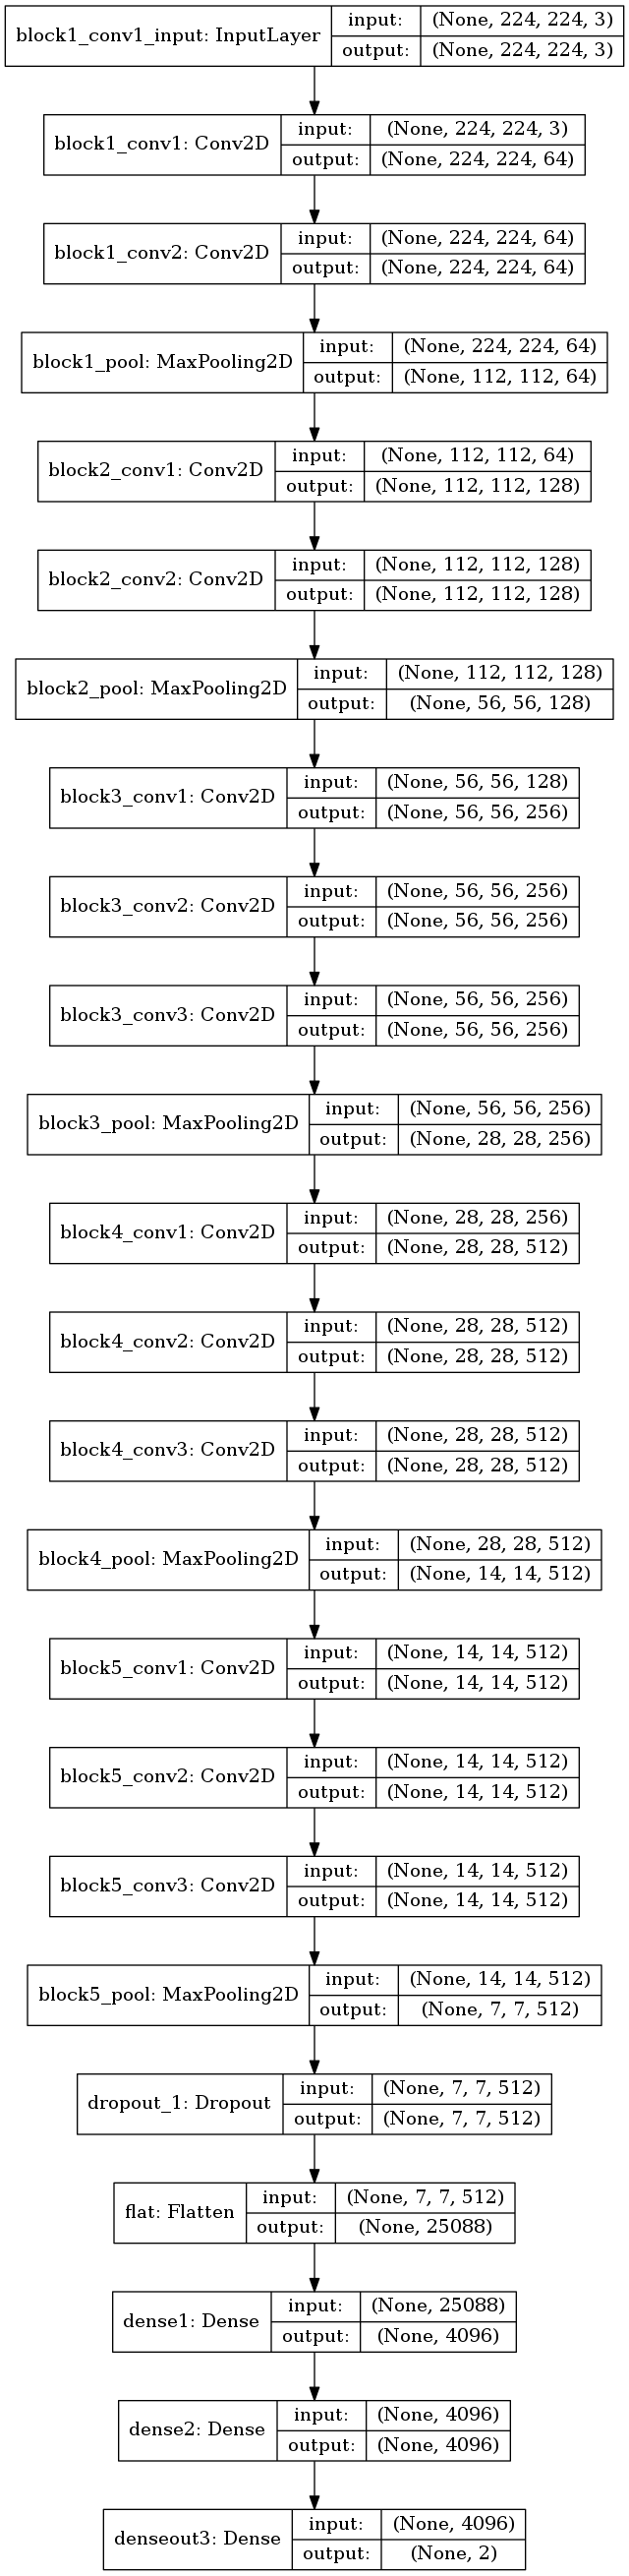 block1_conv1_input: InputLayer
input: (None, 224, 224, 3)
output: (None, 224, 224, 3)
block1_conv1: Conv2D
input: (None, 224, 224, 3)
output: (None, 224, 224, 64)
block1_conv2: Conv2D
input: (None, 224, 224, 64)
output: (None, 224, 224, 64)
block1_pool: MaxPooling2D
input: (None, 224, 224, 64)
output: (None, 112, 112, 64)
block2_conv1: Conv2D
input: (None, 112, 112, 64)
output: (None, 112, 112, 128)
block2_conv2: Conv2D
input: (None, 112, 112, 128)
output: (None, 112, 112, 128)
block2_pool: MaxPooling2D
input: (None, 112, 112, 128)
output: (None, 56, 56, 128)
block3_conv1: Conv2D
input: (None, 56, 56, 128)
output: (None, 56, 56, 256)
block3_conv2: Conv2D
input: (None, 56, 56, 256)
output: (None, 56, 56, 256)
block3_conv3: Conv2D
input: (None, 56, 56, 256)
output: (None, 56, 56, 256)
block3_pool: MaxPooling2D
input: (None, 56, 56, 256)
output: (None, 28, 28, 256)
block4_conv1: Conv2D
input: (None, 28, 28, 256)
output: (None, 28, 28, 512)
block4_conv2: Conv2D
input: (None, 28, 28, 512)
output: (None, 28, 28, 512)
block4_conv3: Conv2D
input: (None, 28, 28, 512)
output: (None, 28, 28, 512)
block4_pool: MaxPooling2D
input: (None, 28, 28, 512)
output: (None, 14, 14, 512)
block5_conv1: Conv2D
input: (None, 14, 14, 512)
output: (None, 14, 14, 512)
block5_conv2: Conv2D
input: (None, 14, 14, 512)
output: (None, 14, 14, 512)
block5_conv3: Conv2D
input: (None, 14, 14, 512)
output: (None, 14, 14, 512)
block5_pool: MaxPooling2D
input: (None, 14, 14, 512)
output: (None, 7, 7, 512)
dropout_1: Dropout
input: (None, 7, 7, 512)
output: (None, 7, 7, 512)
flat: Flatten
input: (None, 7, 7, 512)
output: (None, 25088)
dense1: Dense
input: (None, 25088)
output: (None, 4096)
dense2: Dense
input: (None, 4096)
output: (None, 4096)
denseout3: Dense
input: (None, 4096)
output: (None, 2)